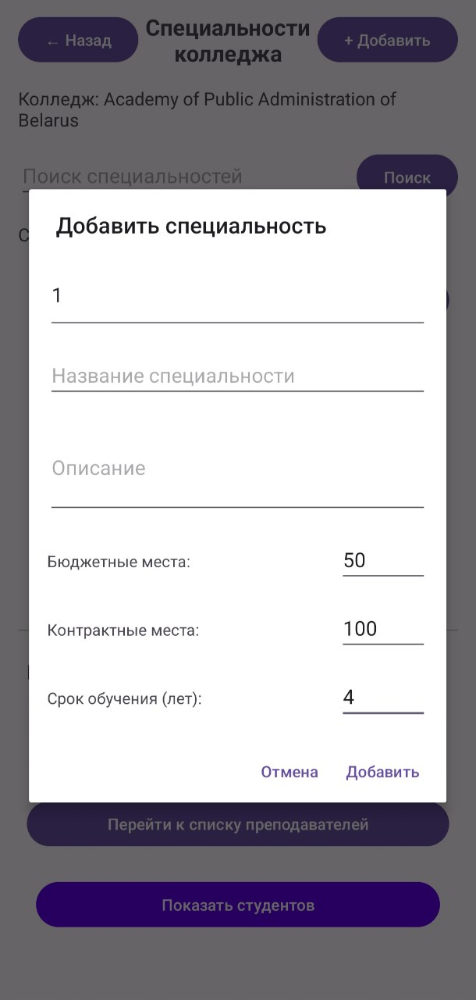 ← Назад
Специальности
колледжа
+ Добавить
Колледж: Academy of Public Administration of
Belarus
Поиск специальностей
Поиск
Добавить специальность
1
Название специальности
Описание
Бюджетные места:
50
Контрактные места:
100
Срок обучения (лет):
4
Отмена
Добавить
Перейти к списку преподавателей
Показать студентов